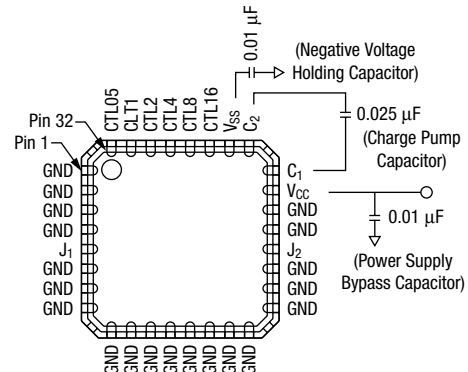 0.01 µF
(Negative Voltage
Holding Capacitor)
CTL05
CLT1
CTL2
CTL4
CTL8
CTL16
VSS
C2
Pin 32
Pin 1
0.025 µF
(Charge Pump
Capacitor)
GND
GND
GND
GND
J1
GND
GND
GND
C1
VCC
GND
GND
J2
GND
GND
GND
0.01 µF
(Power Supply
Bypass Capacitor)
GND
GND
GND
GND
GND
GND
GND
GND